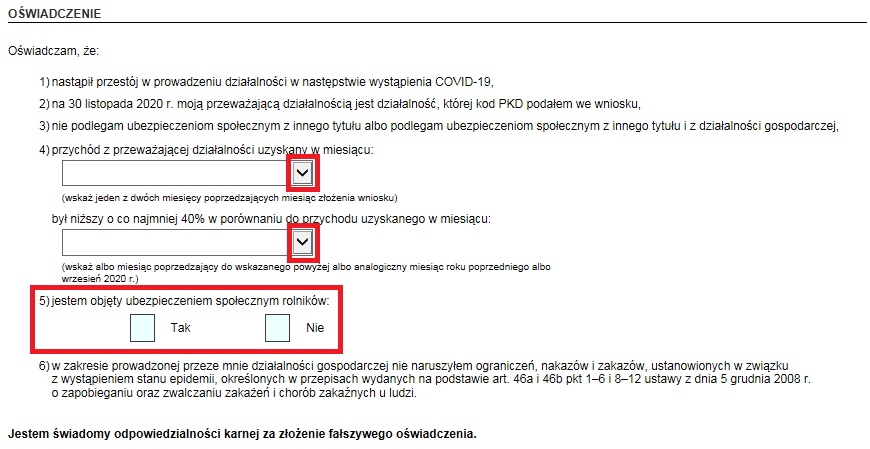 OŚWIADCZENIE
Oświadczam, że:
1) nastąpił przestój w prowadzeniu działalności w następstwie wystąpienia COVID-19,
2) na 30 listopada 2020 r. moją przeważającą działalnością jest działalność, której kod PKD podałem we wniosku,
3) nie podlegam ubezpieczeniom społecznym z innego tytułu albo podlegam ubezpieczeniom społecznym z innego tytułu i z działalności gospodarczej,
4) przychód z przeważającej działalności uzyskany w miesiącu:
(wskaż jeden z dwóch miesięcy poprzedzających miesiąc złożenia wniosku)
był niższy o co najmniej 40% w porównaniu do przychodu uzyskanego w miesiącu:
(wskaż albo miesiąc poprzedzający do wskazanego powyżej albo analogiczny miesiąc roku poprzedniego albo
wrzesień 2020 r.)
5) jestem objęty ubezpieczeniem społecznym rolników:
Tak Nie
6) w zakresie prowadzonej przeze mnie działalności gospodarczej nie naruszyłem ograniczeń, nakazów i zakazów, ustanowionych w związku
z wystąpieniem stanu epidemii, określonych w przepisach wydanych na podstawie art. 46a i 46b pkt 1–6 i 8–12 ustawy z dnia 5 grudnia 2008 r.
o zapobieganiu oraz zwalczaniu zakażeń i chorób zakaźnych u ludzi.
Jestem świadomy odpowiedzialności karnej za złożenie fałszywego oświadczenia.